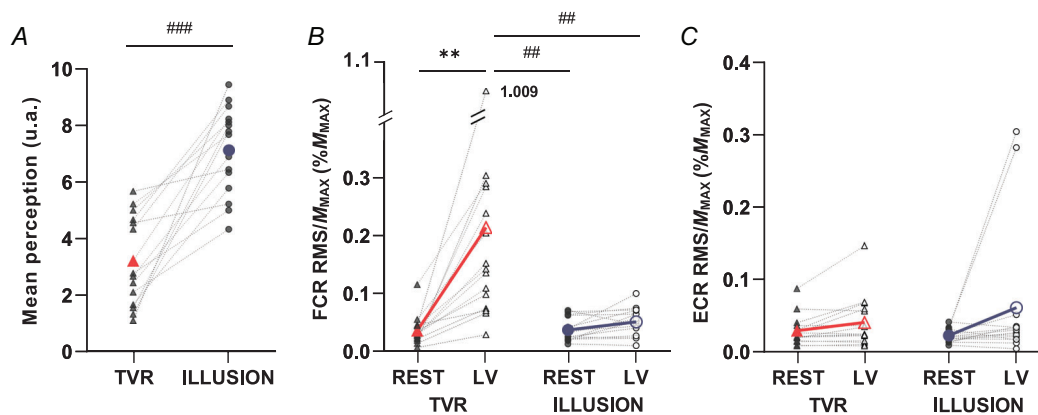 A
###
Mean perception (u.a.)
10
8
6
4
2
0
TVR
ILLUSION
B
##
**
##
1.009
FCR RMS/MMAX (%MMAX)
1.1
0.3
0.2
0.1
0.0
REST
LV
REST
LV
TVR
ILLUSION
C
ECR RMS/MMAX (%MMAX)
0.4
0.3
0.2
0.1
0.0
REST
LV
REST
LV
TVR
ILLUSION